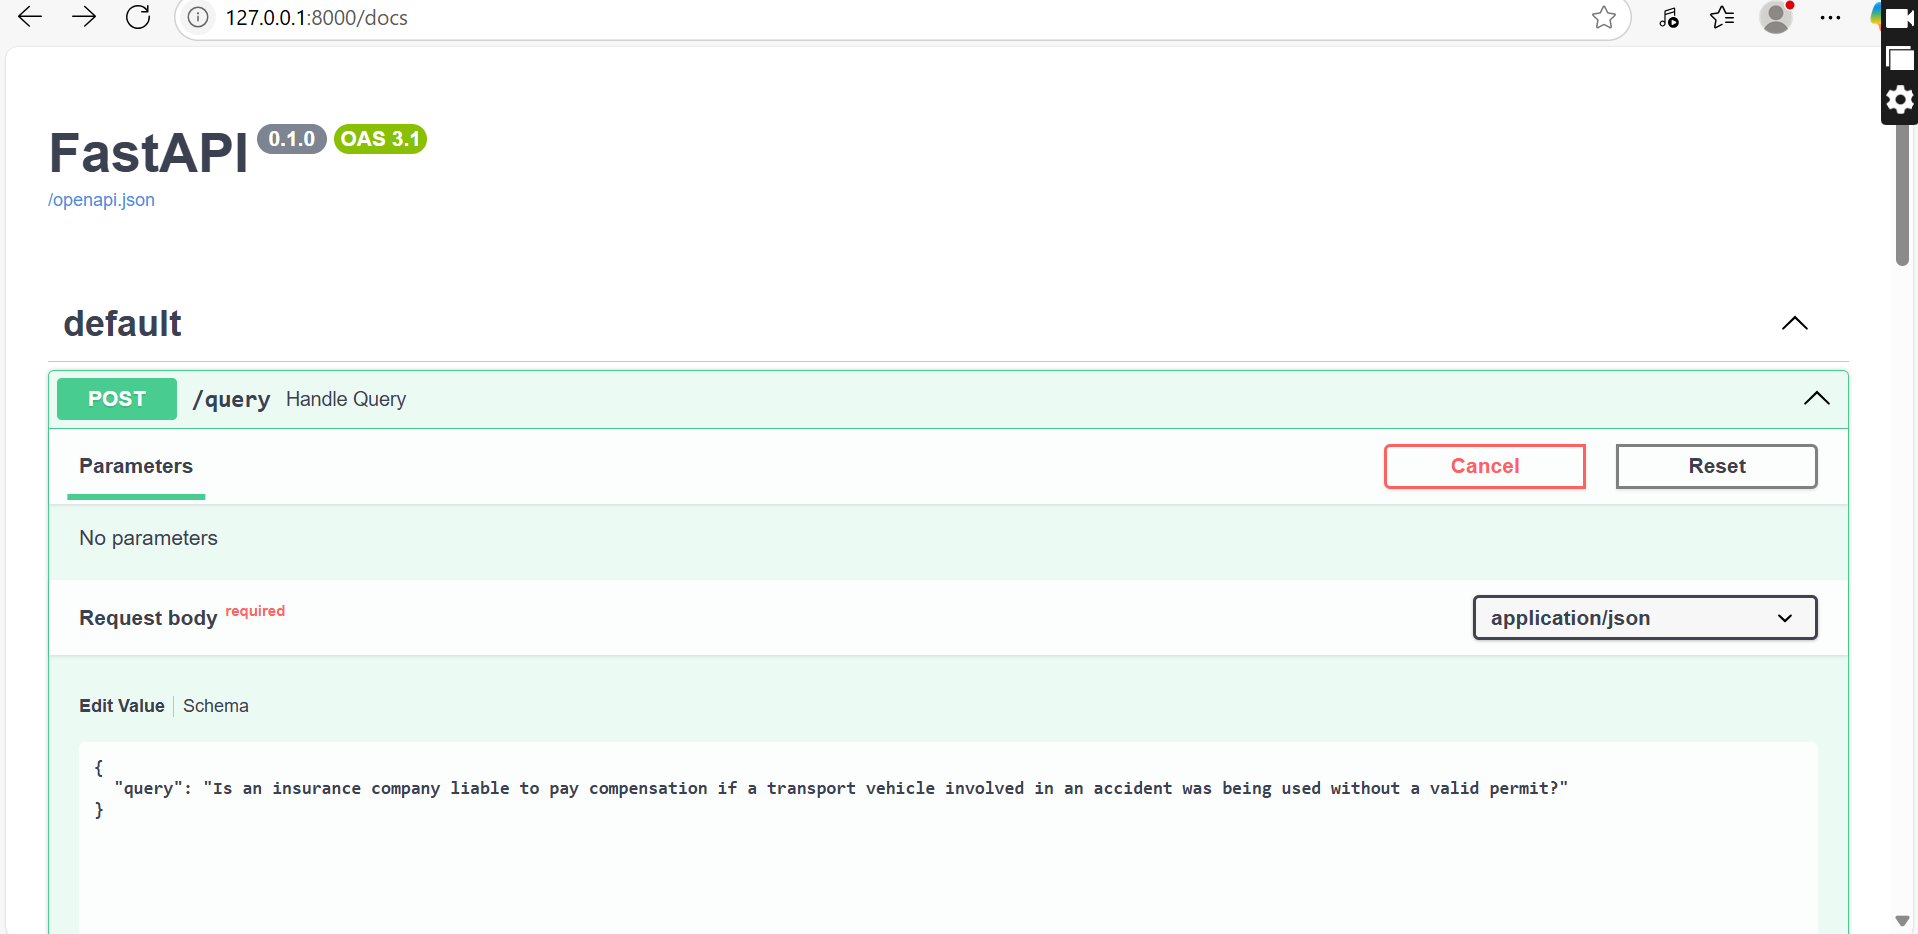 127.0.0.1:8000/docs
FastAPI 0.1.0 OAS 3.1
/openapi.json
default
POST /query Handle Query
Parameters
Cancel
Reset
No parameters
Request body required
application/json
Edit Value Schema
{
"query": "Is an insurance company liable to pay compensation if a transport vehicle involved in an accident was being used without a valid permit?"
}